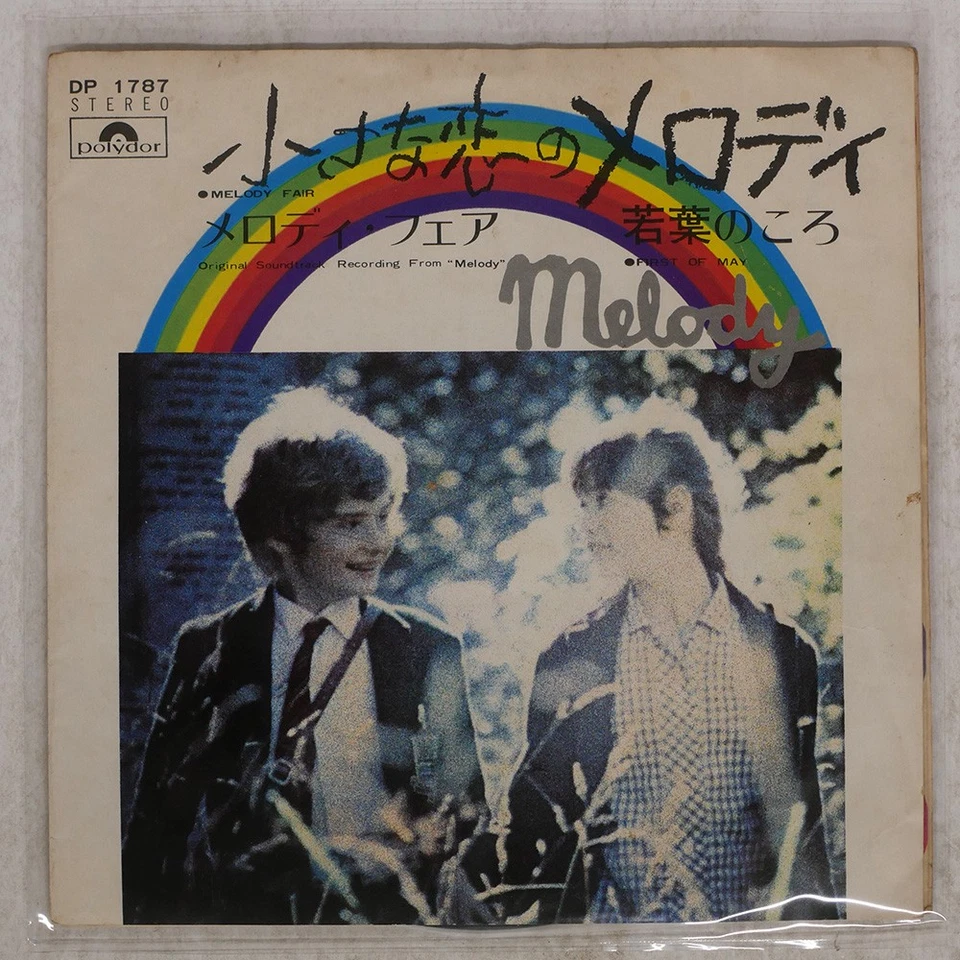 DP 1787
STEREO
polydor
小さな恋のメロディ
●MELODY FAIR
メロディ・フェア
Original Soundtrack Recording From "Melody"
若葉のころ
●FIRST OF MAY
Melody